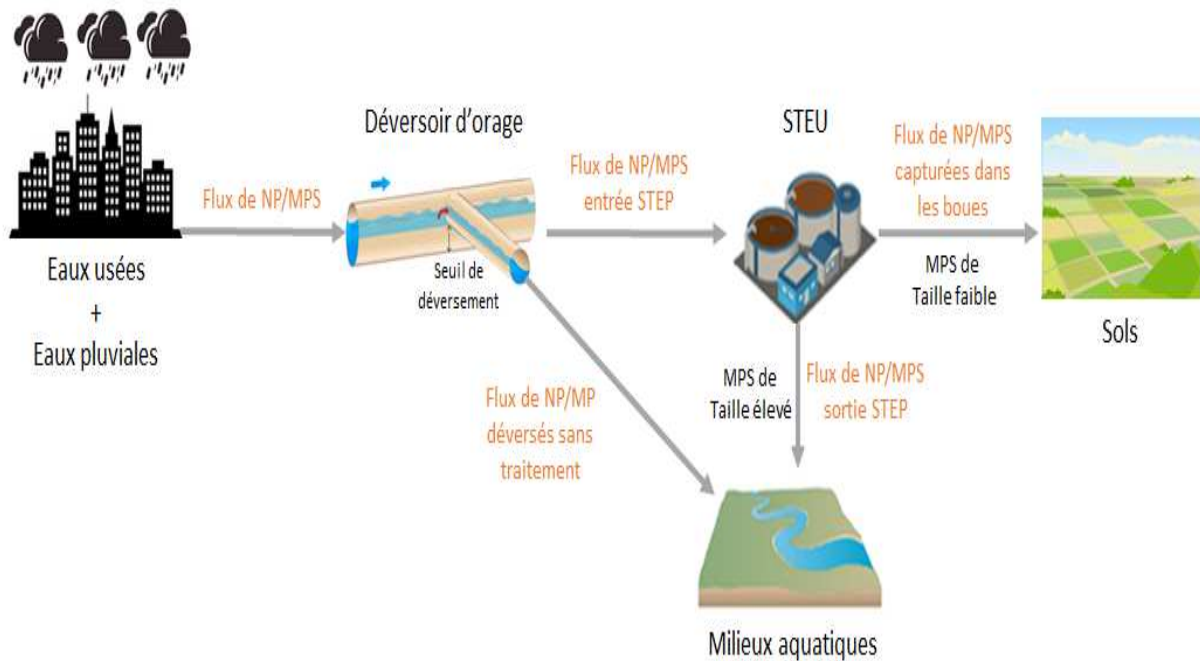 Déversoir d'orage
STEU
Flux de NP/MPS
capturées dans
les boues
Flux de NP/MPS
entrée STEP
Flux de NP/MPS
Seuil de
déversement
MPS de
Taille faible
Eaux usées
+
Eaux pluviales
Sols
Flux de NP/MP
déversés sans
traitement
MPS de
Taille élevé
Flux de NP/MPS
sortie STEP
Milieux aquatiques